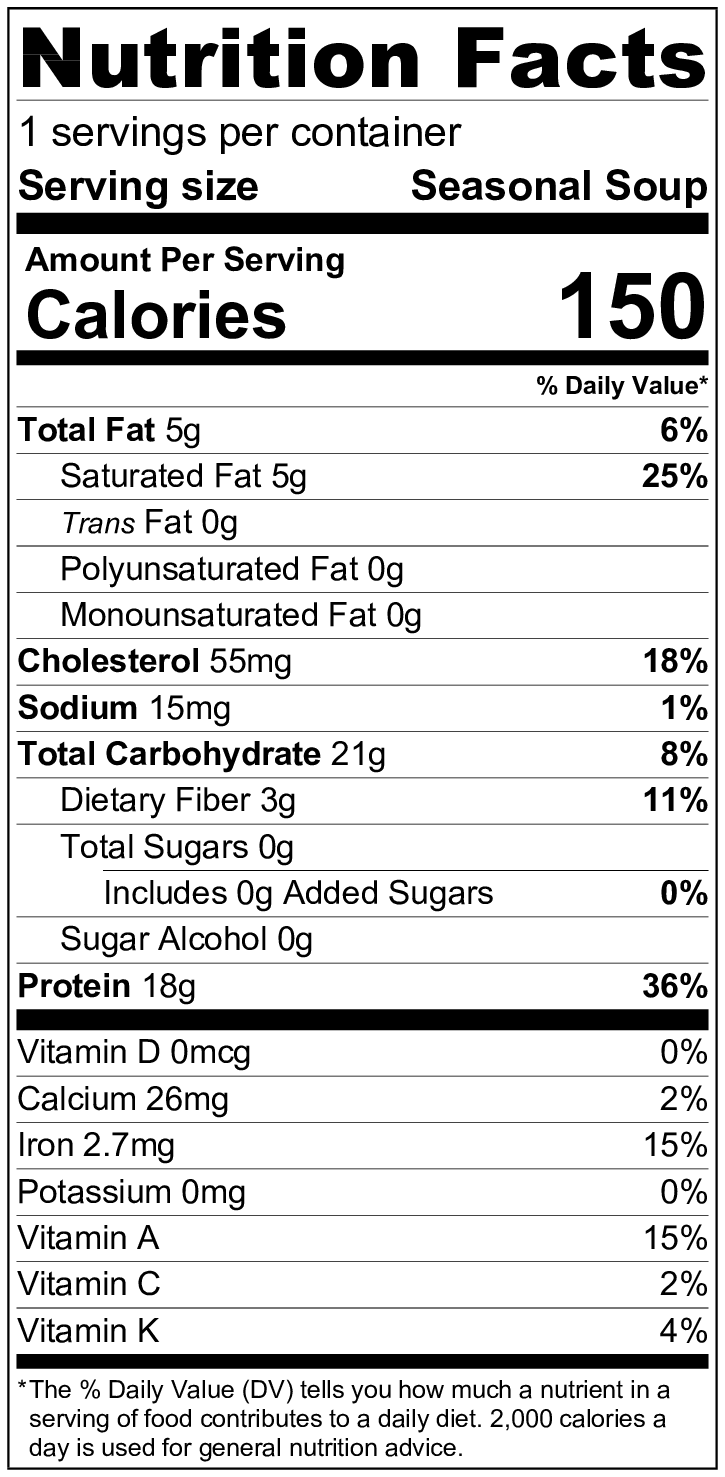 Nutrition Facts
1 servings per container
Serving size Seasonal Soup
Amount Per Serving
Calories 150
% Daily Value*
Total Fat 5g 6%
Saturated Fat 5g 25%
Trans Fat 0g
Polyunsaturated Fat 0g
Monounsaturated Fat 0g
Cholesterol 55mg 18%
Sodium 15mg 1%
Total Carbohydrate 21g 8%
Dietary Fiber 3g 11%
Total Sugars 0g
Includes 0g Added Sugars 0%
Sugar Alcohol 0g
Protein 18g 36%
Vitamin D 0mcg 0%
Calcium 26mg 2%
Iron 2.7mg 15%
Potassium 0mg 0%
Vitamin A 15%
Vitamin C 2%
Vitamin K 4%
*The % Daily Value (DV) tells you how much a nutrient in a
serving of food contributes to a daily diet. 2,000 calories a
day is used for general nutrition advice.